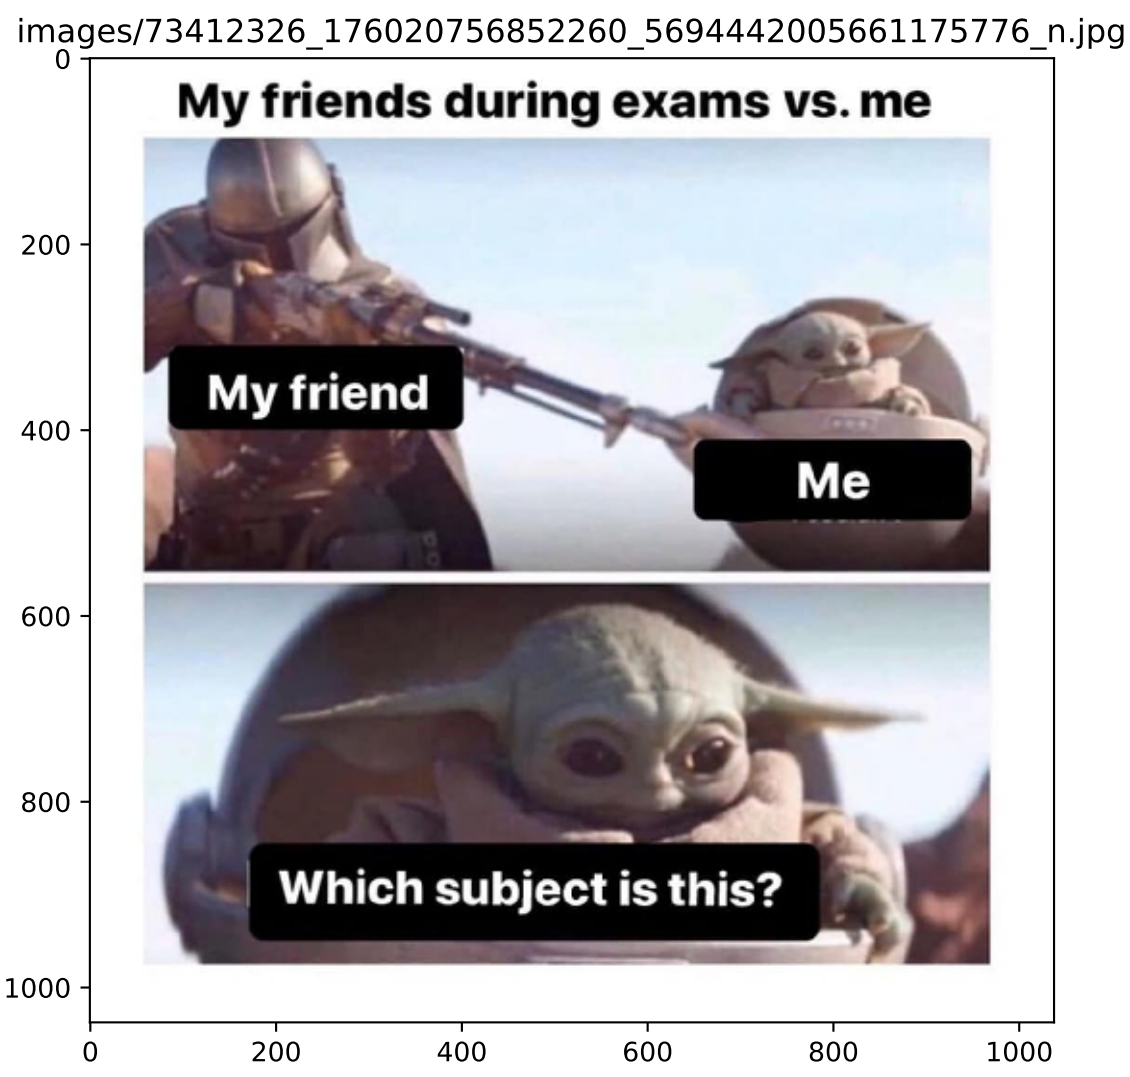 images/73412326_176020756852260_5694442005661175776_n.jpg
My friends during exams vs. me
My friend
Me
Which subject is this?
0
200
400
600
800
1000
0
200
400
600
800
1000